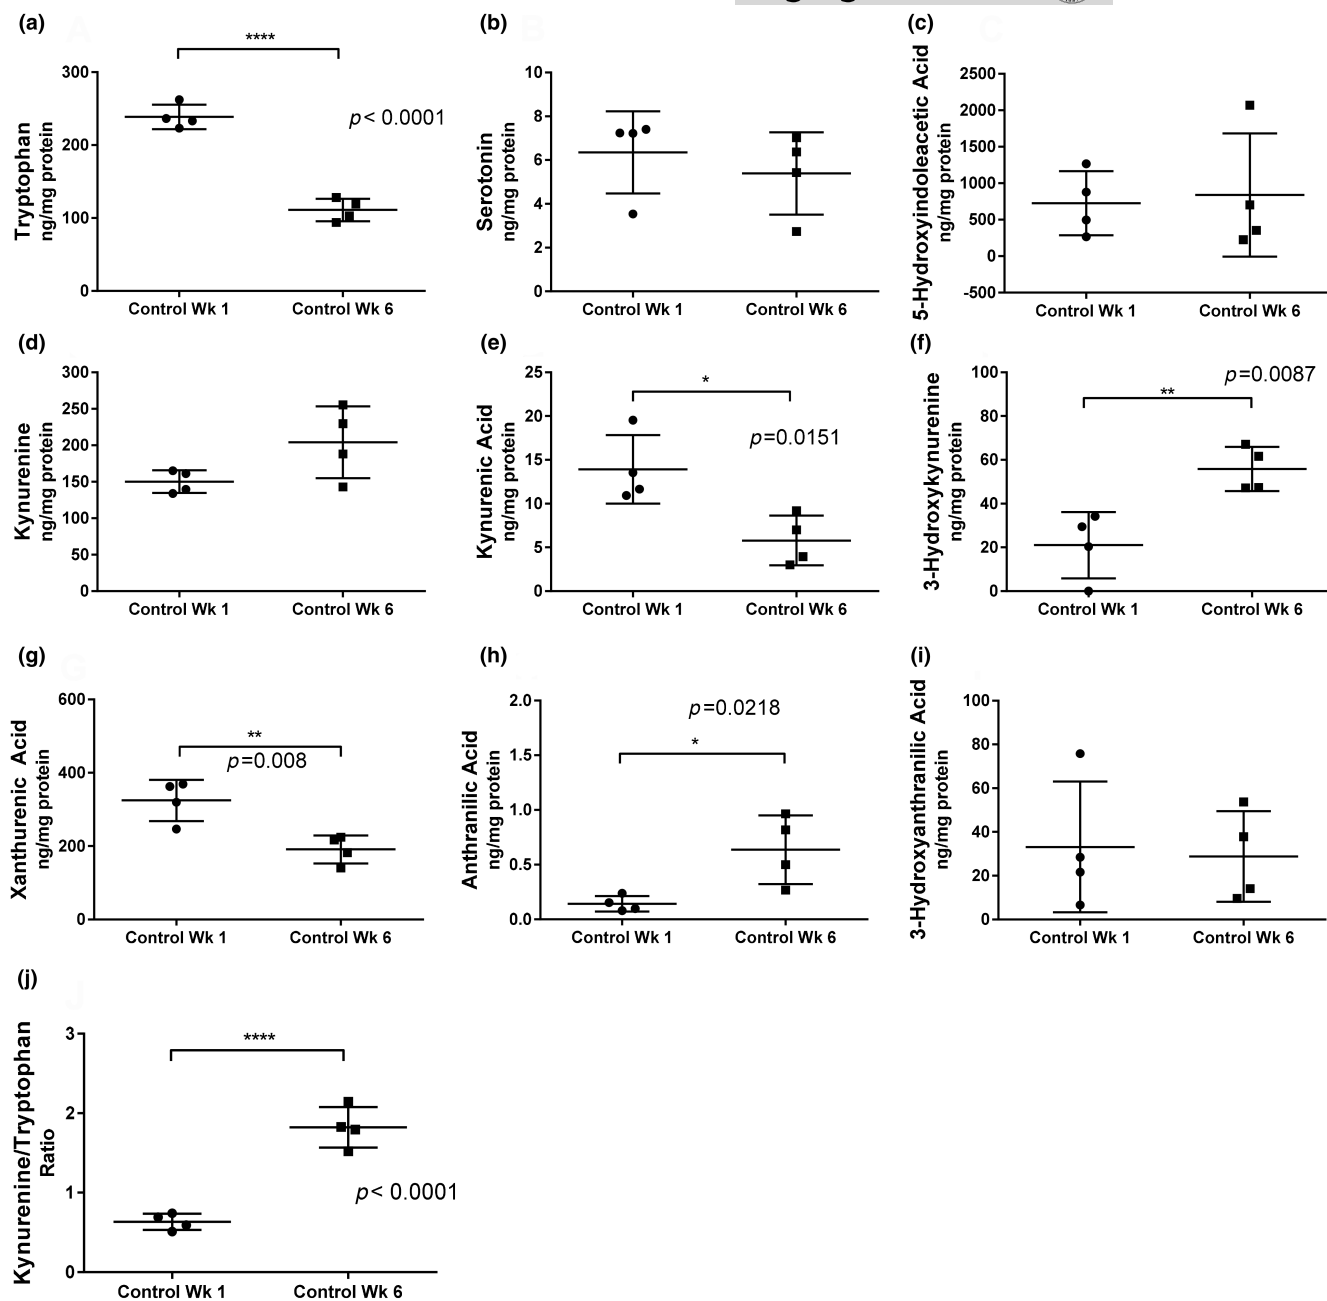 (a)
Tryptophan
ng/mg protein
300
200
100
0
****
p< 0.0001
Control Wk 1
Control Wk 6
(b)
Serotonin
ng/mg protein
10
8
6
4
2
0
Control Wk 1
Control Wk 6
(c)
5-Hydroxyindoleacetic Acid
ng/mg protein
2500
2000
1500
1000
500
0
-500
Control Wk 1
Control Wk 6
(d)
Kynurenine
ng/mg protein
300
250
200
150
100
50
0
Control Wk 1
Control Wk 6
(e)
Kynurenic Acid
ng/mg protein
25
20
15
10
5
0
*
p=0.0151
Control Wk 1
Control Wk 6
(f)
3-Hydroxykynurenine
ng/mg protein
100
80
60
40
20
0
**
p=0.0087
Control Wk 1
Control Wk 6
(g)
Xanthurenic Acid
ng/mg protein
600
400
200
0
**
p=0.008
Control Wk 1
Control Wk 6
(h)
Anthranilic Acid
ng/mg protein
2.0
1.5
1.0
0.5
0.0
p=0.0218
*
Control Wk 1
Control Wk 6
(i)
3-Hydroxyanthranilic Acid
ng/mg protein
100
80
60
40
20
0
Control Wk 1
Control Wk 6
(j)
Kynurenine/Tryptophan
Ratio
3
2
1
0
****
p< 0.0001
Control Wk 1
Control Wk 6